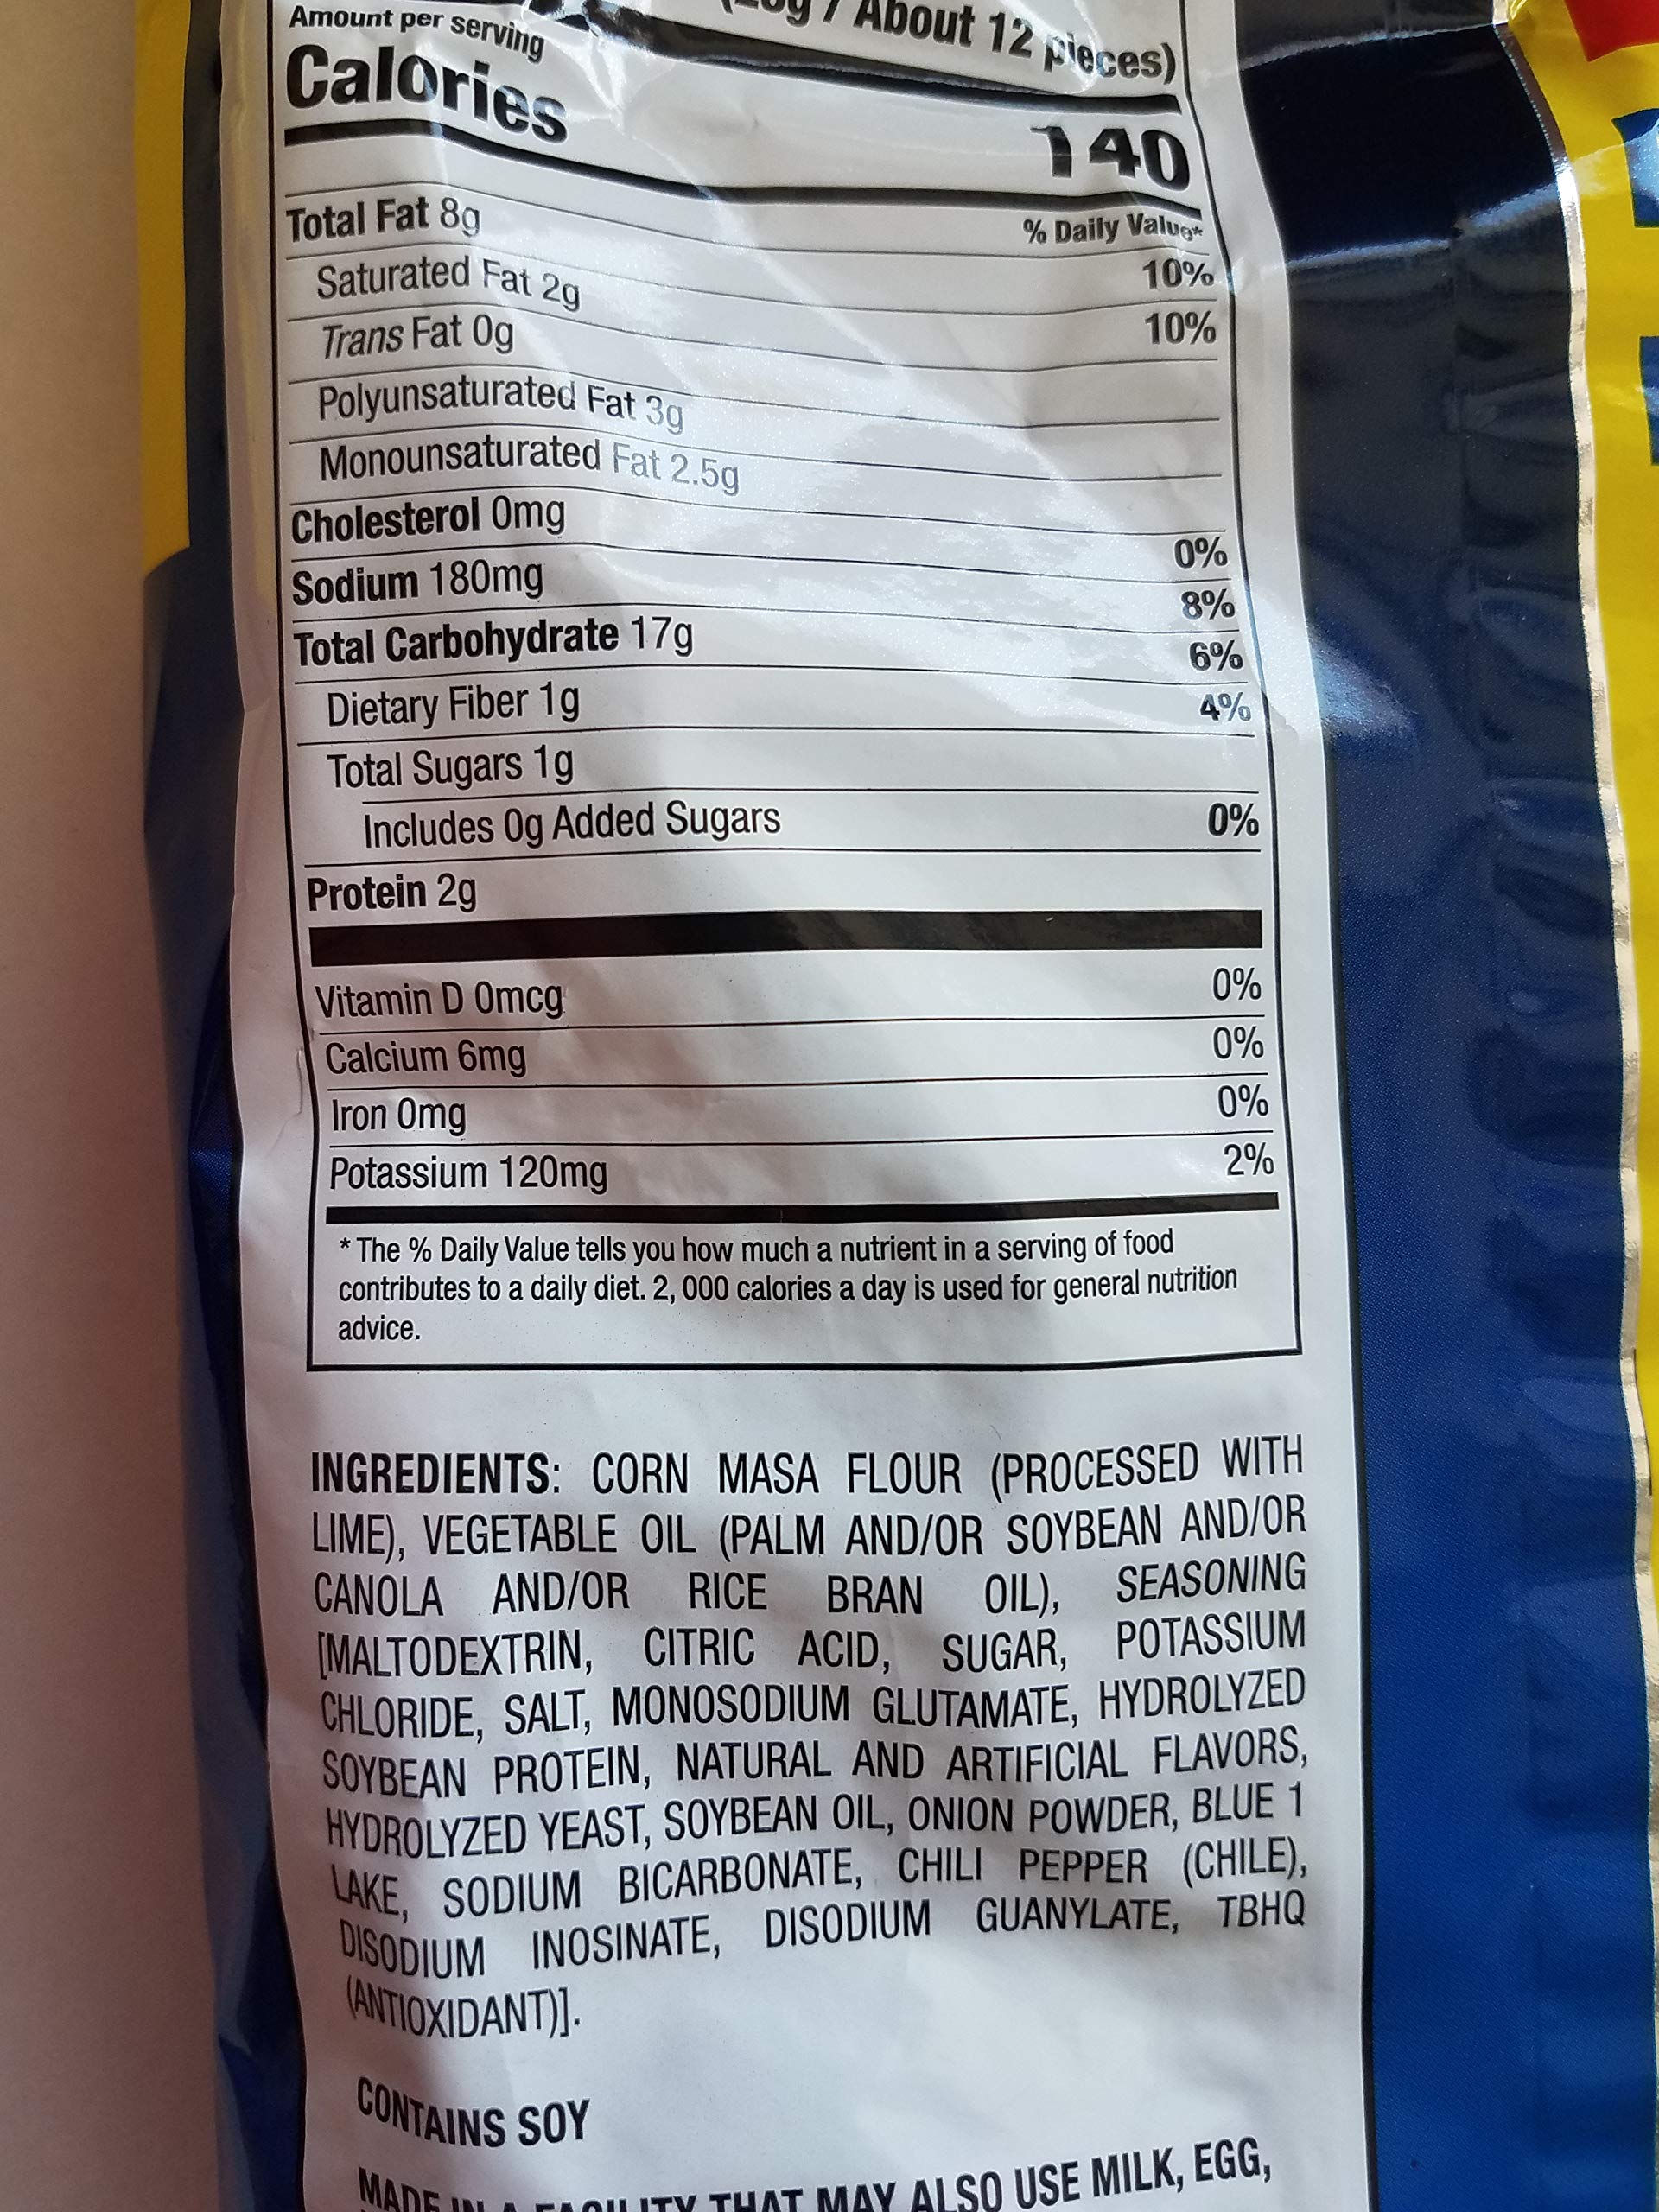 / About 12 pieces)
Amount per serving
Calories 140
% Daily Value*
Total Fat 8g 10%
Saturated Fat 2g 10%
Trans Fat 0g
Polyunsaturated Fat 3g
Monounsaturated Fat 2.5g
Cholesterol 0mg 0%
Sodium 180mg 8%
Total Carbohydrate 17g 6%
Dietary Fiber 1g 4%
Total Sugars 1g
Includes 0g Added Sugars 0%
Protein 2g
Vitamin D 0mcg 0%
Calcium 6mg 0%
Iron 0mg 0%
Potassium 120mg 2%
* The % Daily Value tells you how much a nutrient in a serving of food
contributes to a daily diet. 2, 000 calories a day is used for general nutrition
advice.
INGREDIENTS: CORN MASA FLOUR (PROCESSED WITH
LIME), VEGETABLE OIL (PALM AND/OR SOYBEAN AND/OR
CANOLA AND/OR RICE BRAN OIL), SEASONING
[MALTODEXTRIN, CITRIC ACID, SUGAR, POTASSIUM
CHLORIDE, SALT, MONOSODIUM GLUTAMATE, HYDROLYZED
SOYBEAN PROTEIN, NATURAL AND ARTIFICIAL FLAVORS,
HYDROLYZED YEAST, SOYBEAN OIL, ONION POWDER, BLUE 1
LAKE, SODIUM BICARBONATE, CHILI PEPPER (CHILE),
DISODIUM INOSINATE, DISODIUM GUANYLATE, TBHQ
(ANTIOXIDANT)].
CONTAINS SOY
MADE IN A FACILITY THAT MAY ALSO USE MILK, EGG,